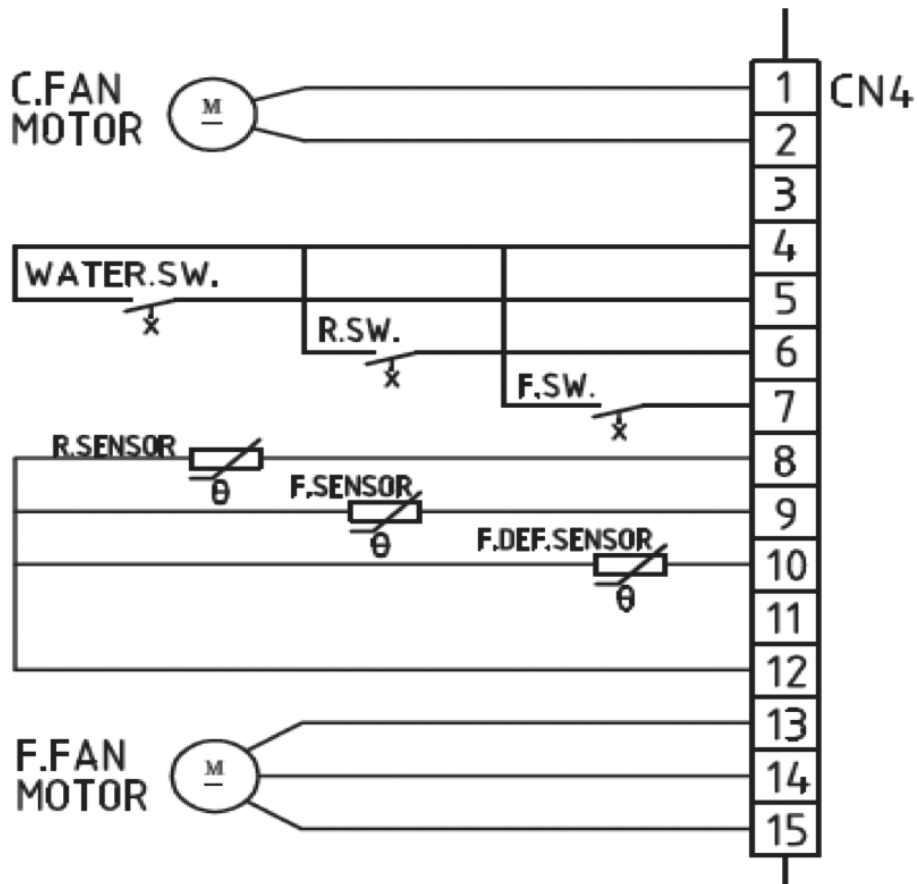 C.FAN
MOTOR
M
1
CN4
2
3
4
WATER.SW.
5
R.SW.
6
F.SW.
7
R.SENSOR
θ
8
F.SENSOR
θ
9
F.DEF.SENSOR
θ
10
11
12
13
F.FAN
MOTOR
M
14
15